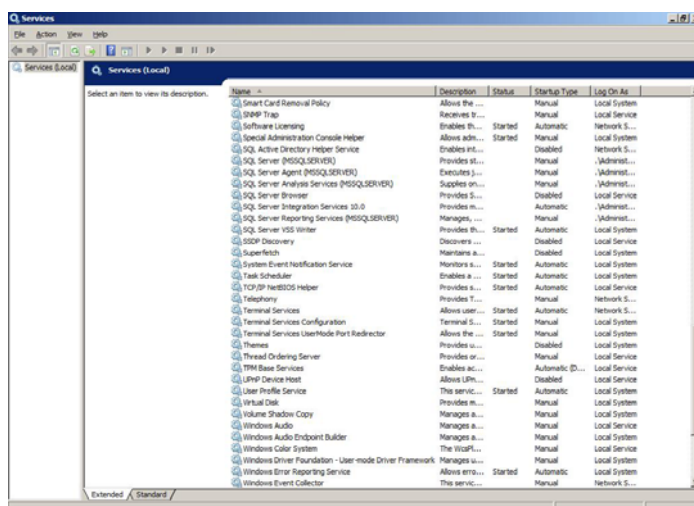 Services
File Action View Help
Services (Local)
Services (Local)
Select an item to view its description.
Name Description Status Startup Type Log On As
Smart Card Removal Policy Allows the ... Manual Local System
SNMP Trap Receives tr... Manual Local Service
Software Licensing Enables th... Started Automatic Network S...
Special Administration Console Helper Allows adm... Started Manual Local System
SQL Active Directory Helper Service Enables int... Disabled Network S...
SQL Server (MSSQLSERVER) Provides st... Manual .\Administ...
SQL Server Agent (MSSQLSERVER) Executes j... Manual .\Administ...
SQL Server Analysis Services (MSSQLSERVER) Supplies on... Manual .\Administ...
SQL Server Browser Provides S... Disabled Local Service
SQL Server Integration Services 10.0 Provides m... Automatic .\Administ...
SQL Server Reporting Services (MSSQLSERVER) Manages, ... Manual .\Administ...
SQL Server VSS Writer Provides th... Started Automatic Local System
SSDP Discovery Discovers ... Disabled Local Service
Superfetch Maintains a... Disabled Local System
System Event Notification Service Monitors s... Started Automatic Local System
Task Scheduler Enables a ... Started Automatic Local System
TCP/IP NetBIOS Helper Provides s... Started Automatic Local Service
Telephony Provides T... Manual Network S...
Terminal Services Allows user... Started Automatic Network S...
Terminal Services Configuration Terminal S... Started Manual Local System
Terminal Services UserMode Port Redirector Allows the ... Started Manual Local System
Themes Provides u... Disabled Local System
Thread Ordering Server Provides or... Manual Local Service
TPM Base Services Enables ac... Automatic (D... Local Service
UPnP Device Host Allows UPn... Disabled Local Service
User Profile Service This servic... Started Automatic Local System
Virtual Disk Provides m... Manual Local System
Volume Shadow Copy Manages a... Manual Local System
Windows Audio Manages a... Manual Local Service
Windows Audio Endpoint Builder Manages a... Manual Local System
Windows Color System The WcsPl... Manual Local Service
Windows Driver Foundation - User-mode Driver Framework Manages u... Manual Local System
Windows Error Reporting Service Allows erro... Started Automatic Local System
Windows Event Collector This servic... Manual Network S...
Extended Standard